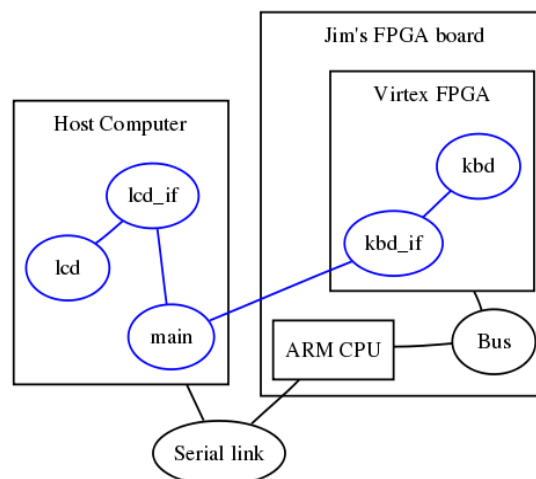 Jim's FPGA board
Virtex FPGA
Host Computer
kbd
lcd_if
kbd_if
lcd
main
ARM CPU
Bus
Serial link